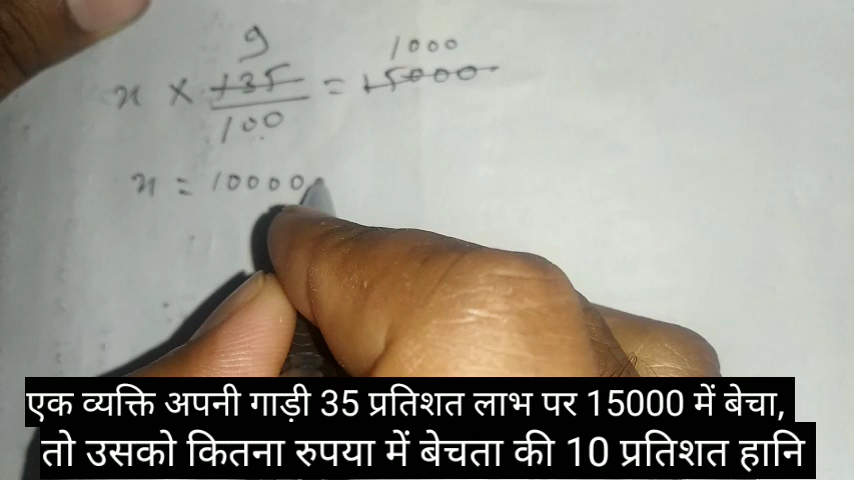 9 1000
x × 135/100 = 15000
x = 10000
एक व्यक्ति अपनी गाड़ी 35 प्रतिशत लाभ पर 15000 में बेचा,
तो उसको कितना रुपया में बेचता की 10 प्रतिशत हानि